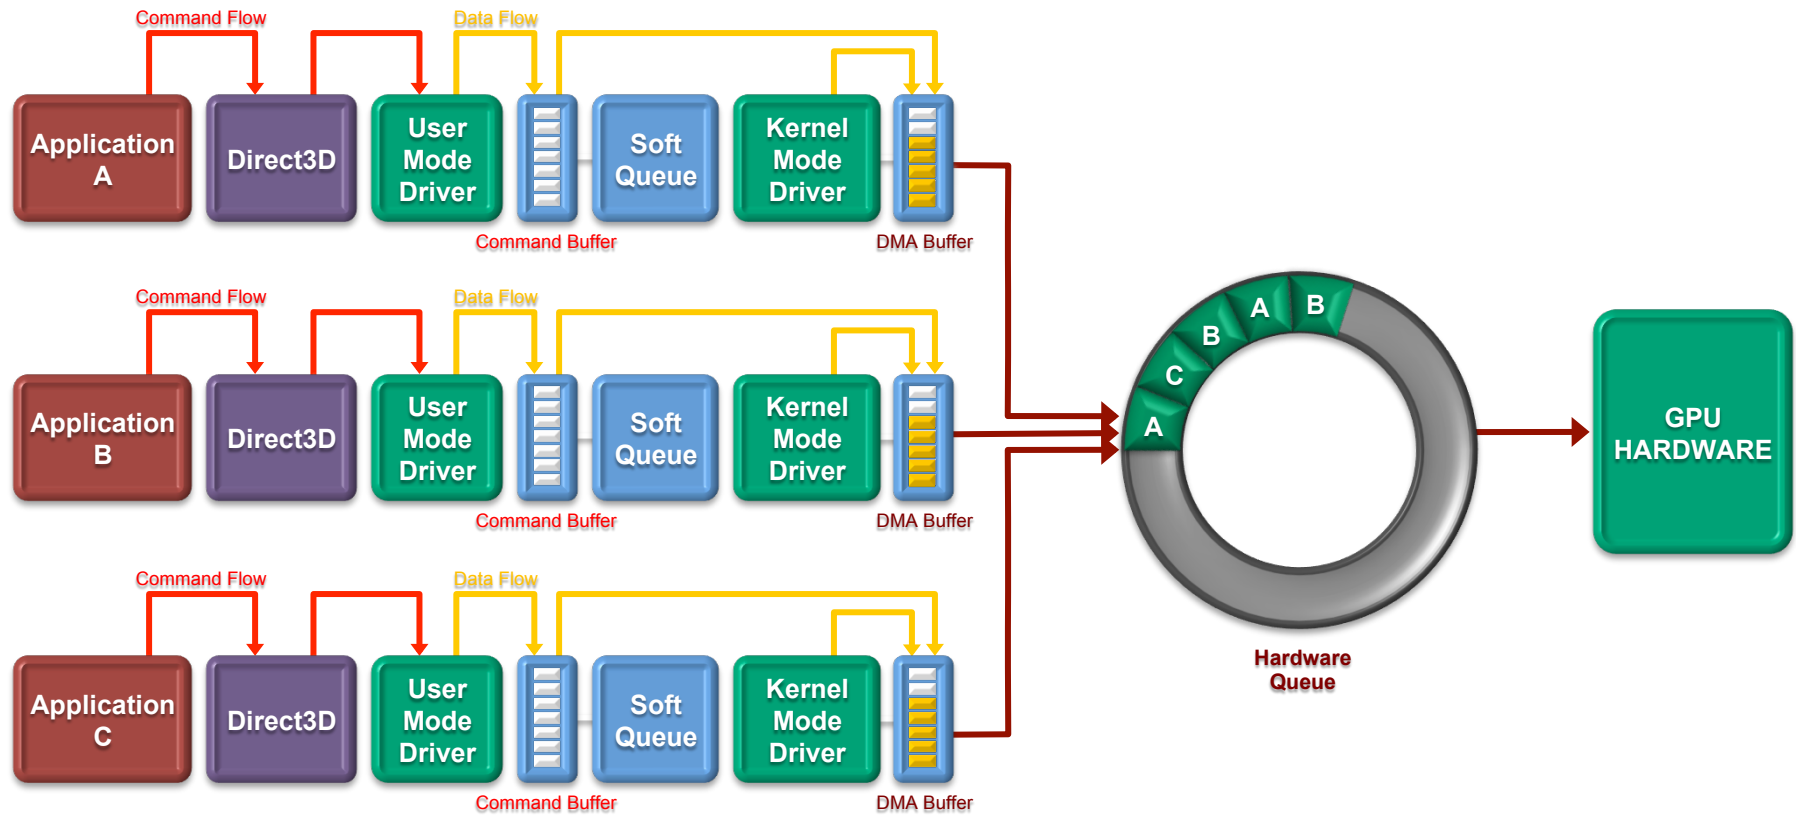 Command Flow
Data Flow
Application
A
Direct3D
User
Mode
Driver
Soft
Queue
Kernel
Mode
Driver
Command Buffer
DMA Buffer
Command Flow
Data Flow
Application
B
Direct3D
User
Mode
Driver
Soft
Queue
Kernel
Mode
Driver
Command Buffer
DMA Buffer
Command Flow
Data Flow
Application
C
Direct3D
User
Mode
Driver
Soft
Queue
Kernel
Mode
Driver
Command Buffer
DMA Buffer
A
C
B
A
B
Hardware
Queue
GPU
HARDWARE